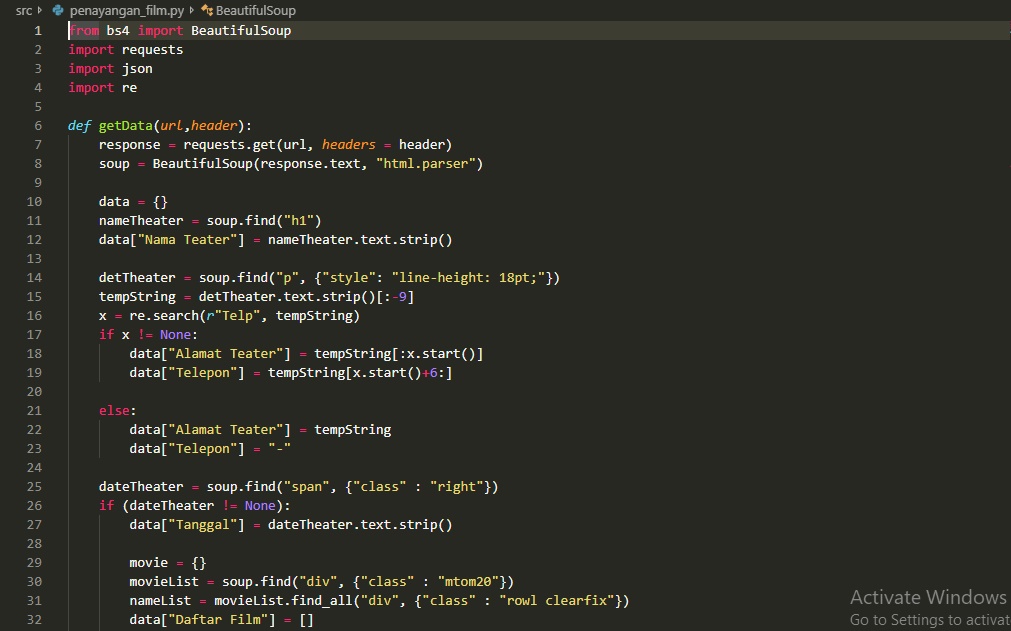 src penayangan_film.py BeautifulSoup
1 from bs4 import BeautifulSoup
2 import requests
3 import json
4 import re
5
6 def getData(url,header):
7     response = requests.get(url, headers = header)
8     soup = BeautifulSoup(response.text, "html.parser")
9
10     data = {}
11     nameTheater = soup.find("h1")
12     data["Nama Teater"] = nameTheater.text.strip()
13
14     detTheater = soup.find("p", {"style": "line-height: 18pt;"})
15     tempString = detTheater.text.strip()[:-9]
16     x = re.search(r"Telp", tempString)
17     if x != None:
18         data["Alamat Teater"] = tempString[:x.start()]
19         data["Telepon"] = tempString[x.start()+6:]
20
21     else:
22         data["Alamat Teater"] = tempString
23         data["Telepon"] = "-"
24
25     dateTheater = soup.find("span", {"class" : "right"})
26     if (dateTheater != None):
27         data["Tanggal"] = dateTheater.text.strip()
28
29         movie = {}
30         movieList = soup.find("div", {"class" : "mtom20"})
31         nameList = movieList.find_all("div", {"class" : "rowl clearfix"})
32         data["Daftar Film"] = []
Activate Windows
Go to Settings to activat